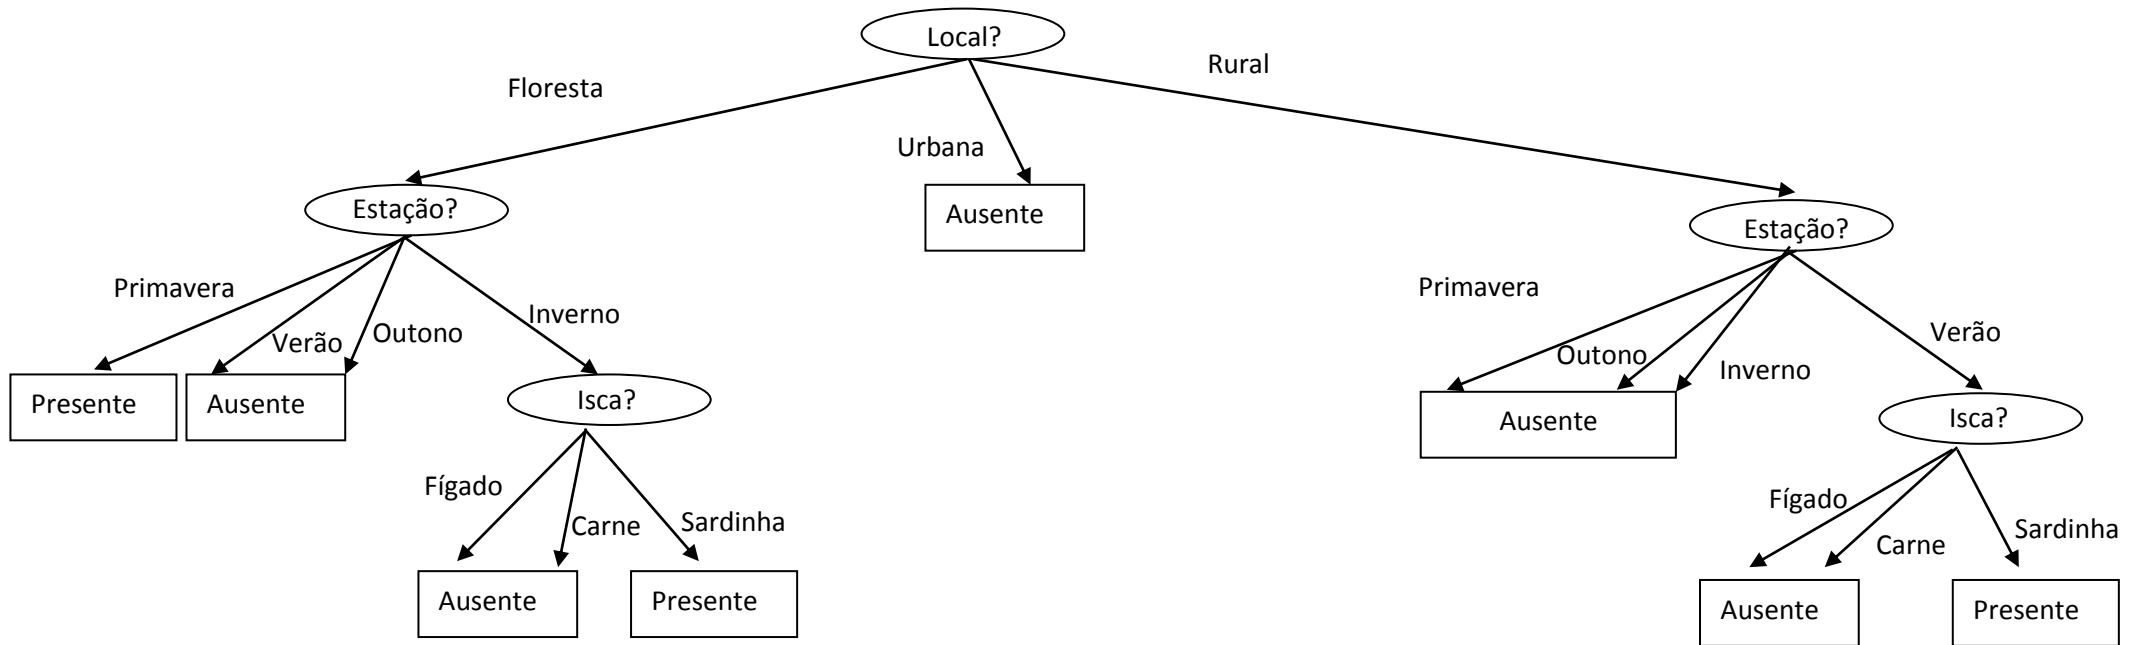 Local?
Rural
Floresta
Urbana
Estação?
Ausente
Estação?
Primavera
Verão
Outono
Inverno
Primavera
Outono
Inverno
Verão
Presente
Ausente
Isca?
Ausente
Isca?
Fígado
Carne
Sardinha
Fígado
Carne
Sardinha
Ausente
Presente
Ausente
Presente